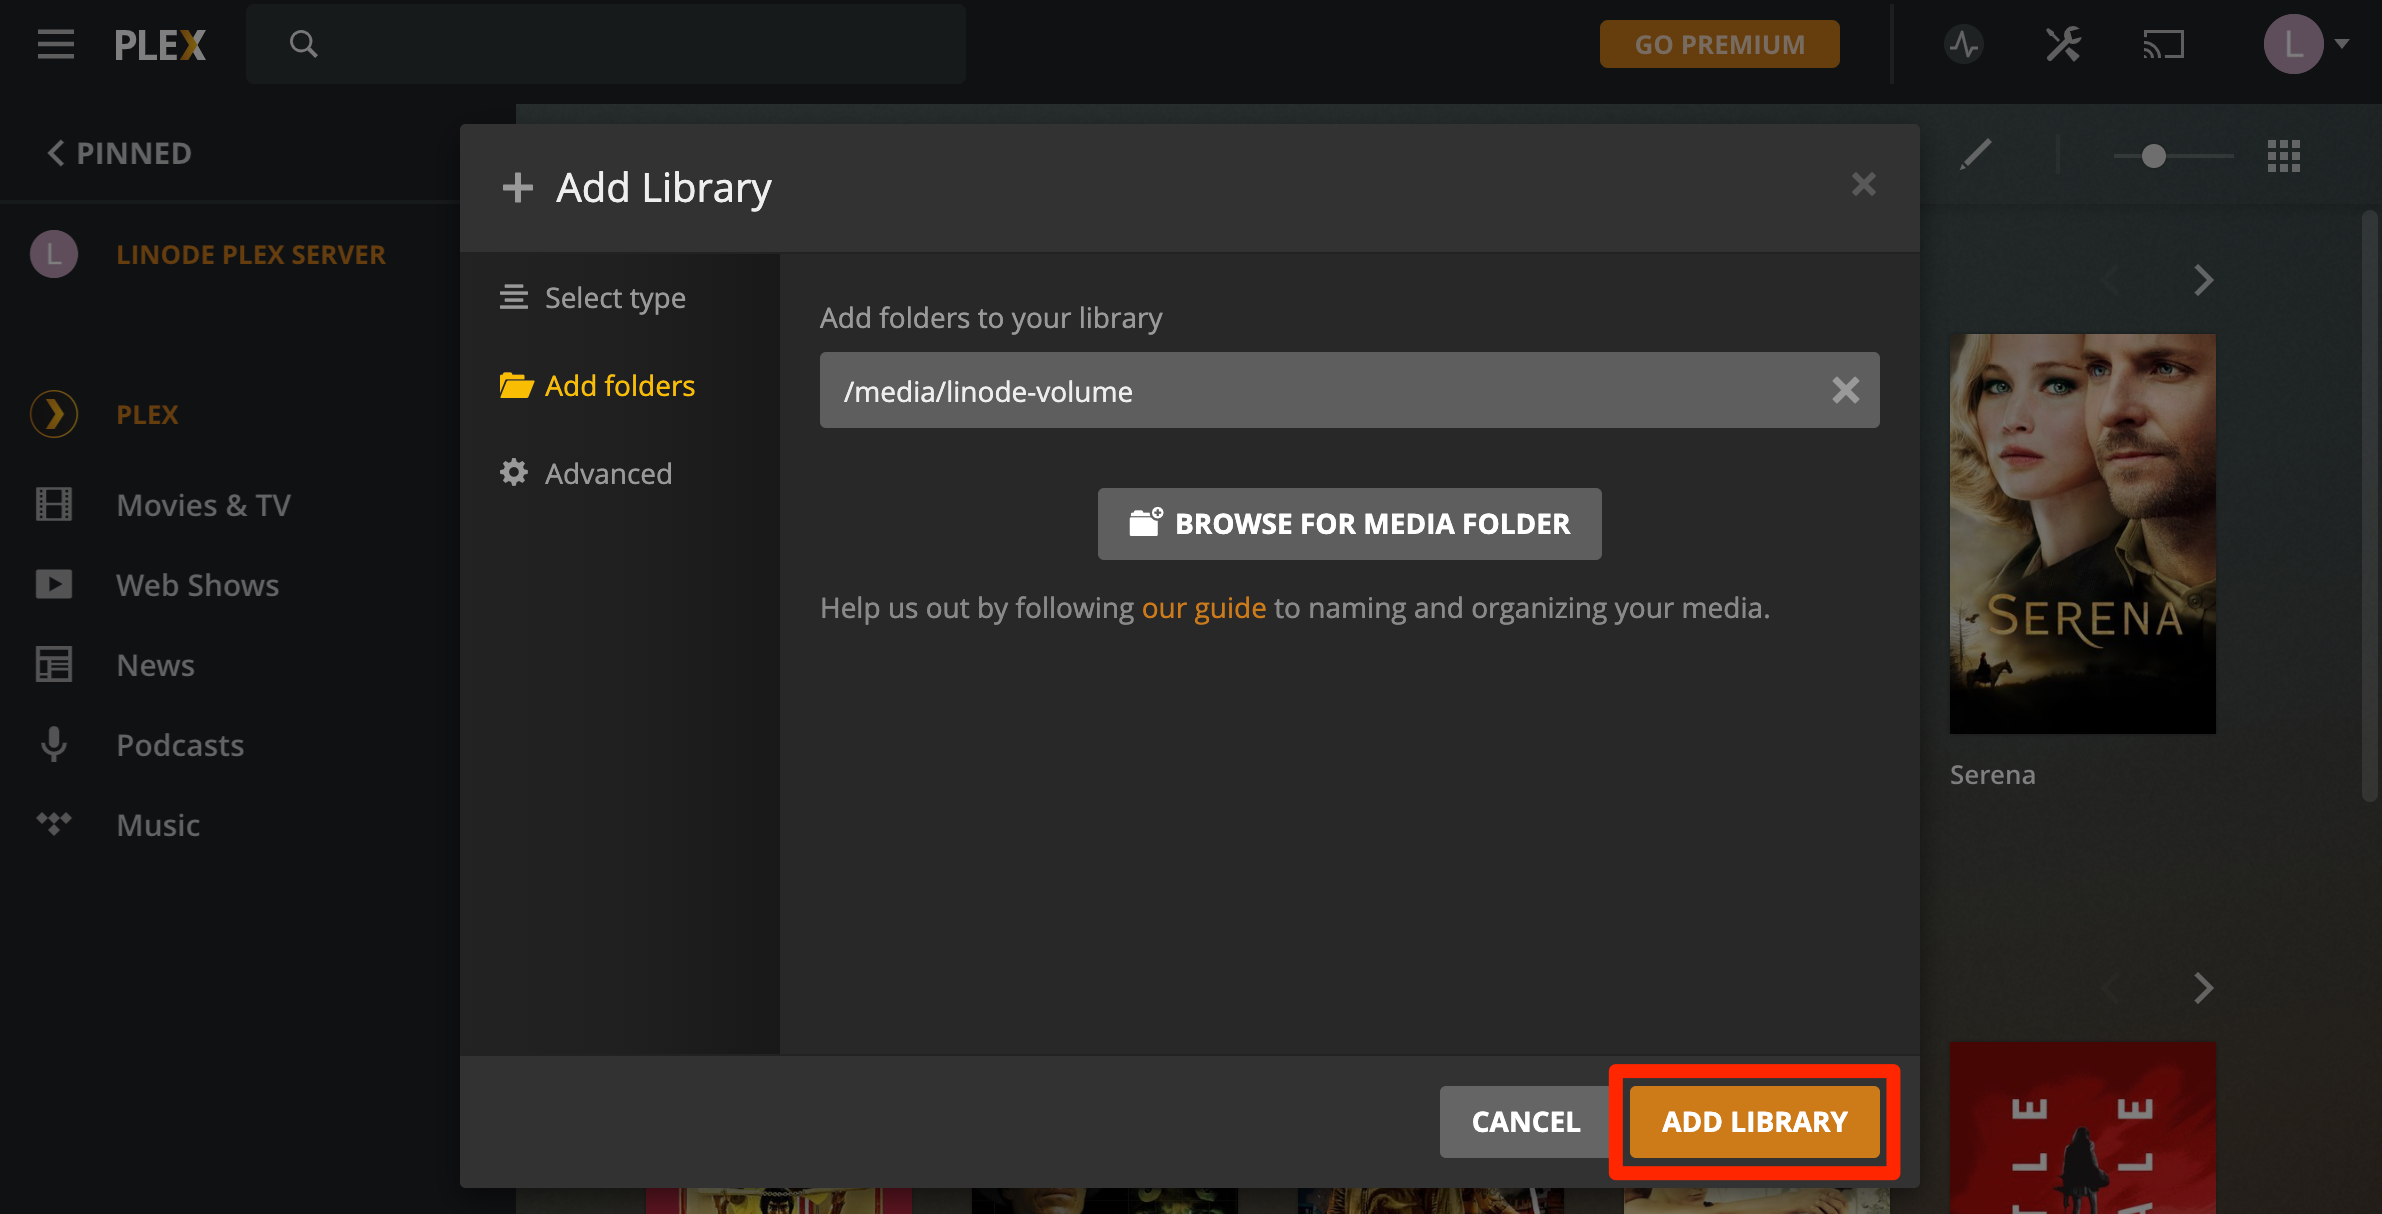 PLEX
GO PREMIUM
L
PINNED
L
LINODE PLEX SERVER
PLEX
Movies & TV
Web Shows
News
Podcasts
Music
Add Library
Select type
Add folders
Advanced
Add folders to your library
/media/linode-volume
BROWSE FOR MEDIA FOLDER
Help us out by following our guide to naming and organizing your media.
CANCEL
ADD LIBRARY
SERENA
Serena